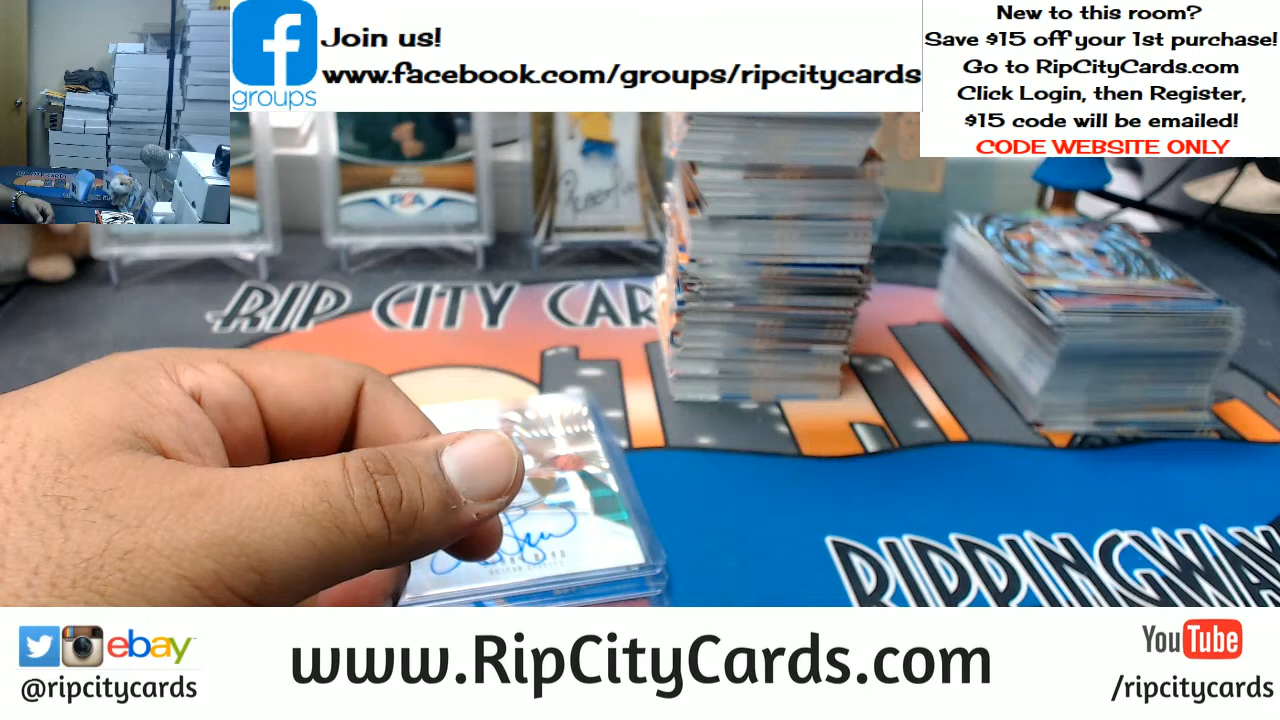 groups
Join us!
www.facebook.com/groups/ripcitycards
New to this room?
Save $15 off your 1st purchase!
Go to RipCityCards.com
Click Login, then Register,
$15 code will be emailed!
CODE WEBSITE ONLY
PSA
RIP CITY CAR
RIPPINGWA
ebay
@ripcitycards
www.RipCityCards.com
YouTube
/ripcitycards